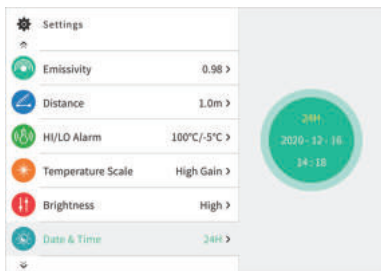 Settings
Emissivity 0.98 >
Distance 1.0m >
HI/LO Alarm 100°C/-5°C >
Temperature Scale High Gain >
Brightness High >
Date & Time 24H >
24H
2020-12-16
14:18